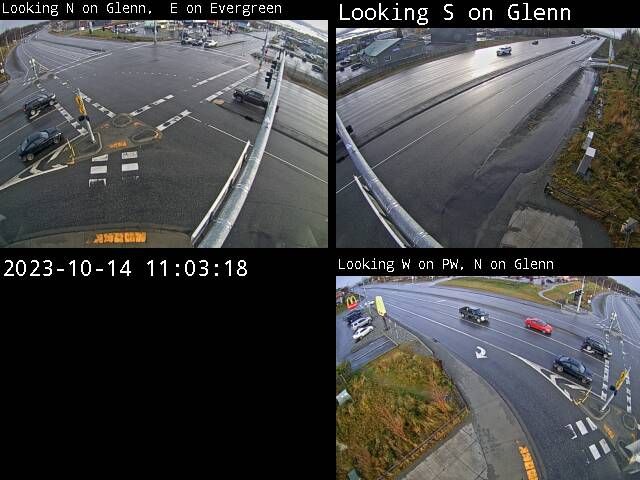 Looking N on Glenn,  E on Evergreen
Looking S on Glenn
2023-10-14 11:03:18
Looking W on PW, N on Glenn